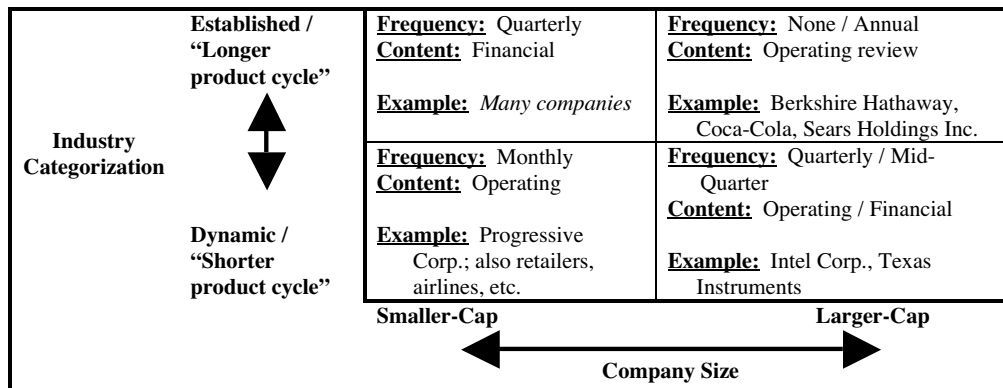 Established /
“Longer
product cycle”
Frequency: Quarterly
Content: Financial
Example: Many companies
Frequency: None / Annual
Content: Operating review
Example: Berkshire Hathaway,
Coca-Cola, Sears Holdings Inc.
Industry
Categorization
Dynamic /
“Shorter
product cycle”
Frequency: Monthly
Content: Operating
Example: Progressive
Corp.; also retailers,
airlines, etc.
Frequency: Quarterly / Mid-
Quarter
Content: Operating / Financial
Example: Intel Corp., Texas
Instruments
Smaller-Cap
Larger-Cap
Company Size